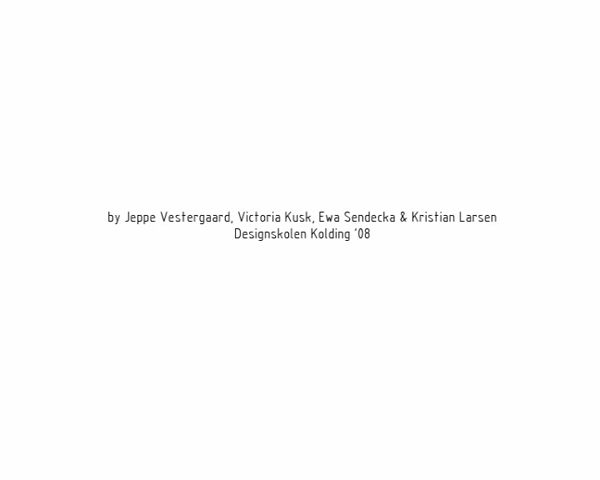 by Jeppe Vestergaard, Victoria Kusk, Ewa Sendecka & Kristian Larsen
Designskolen Kolding '08